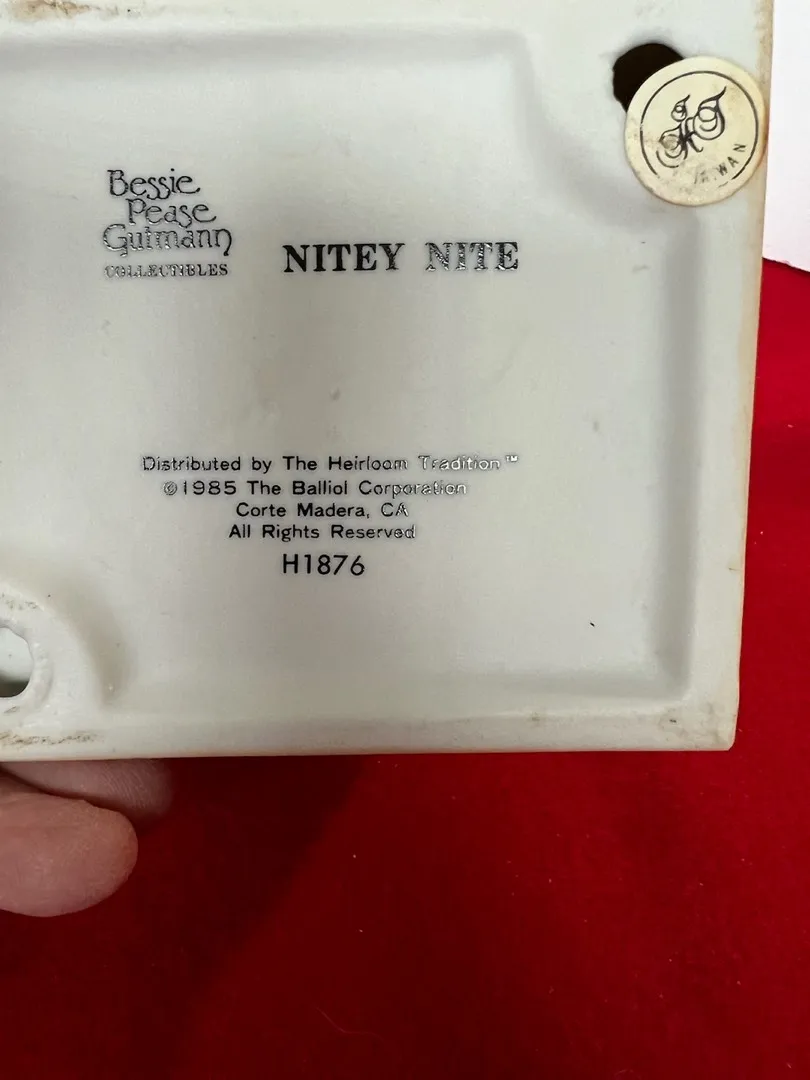 Bessie
Pease
Gutmann
COLLECTIBLES
NITEY NITE
Distributed by The Heirloom Tradition™
©1985 The Balliol Corporation
Corte Madera, CA
All Rights Reserved
H1876